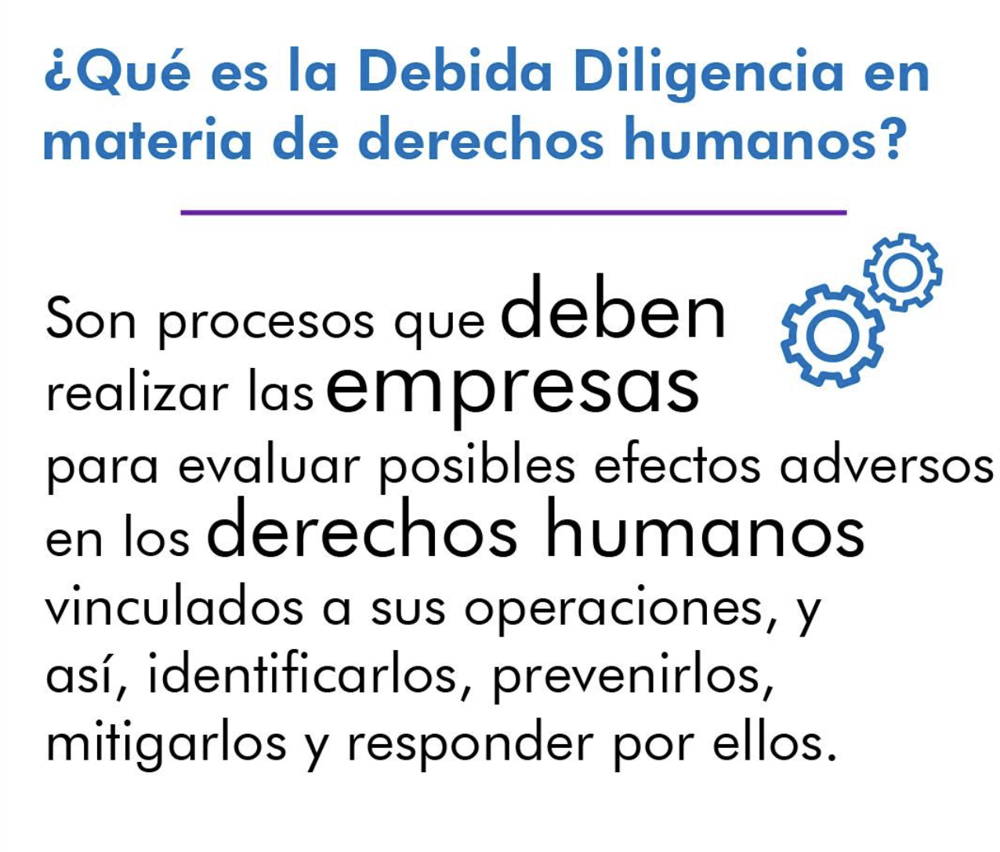 ¿Qué es la Debida Diligencia en
materia de derechos humanos?
Son procesos que deben
realizar las empresas
para evaluar posibles efectos adversos
en los derechos humanos
vinculados a sus operaciones, y
así, identificarlos, prevenirlos,
mitigarlos y responder por ellos.